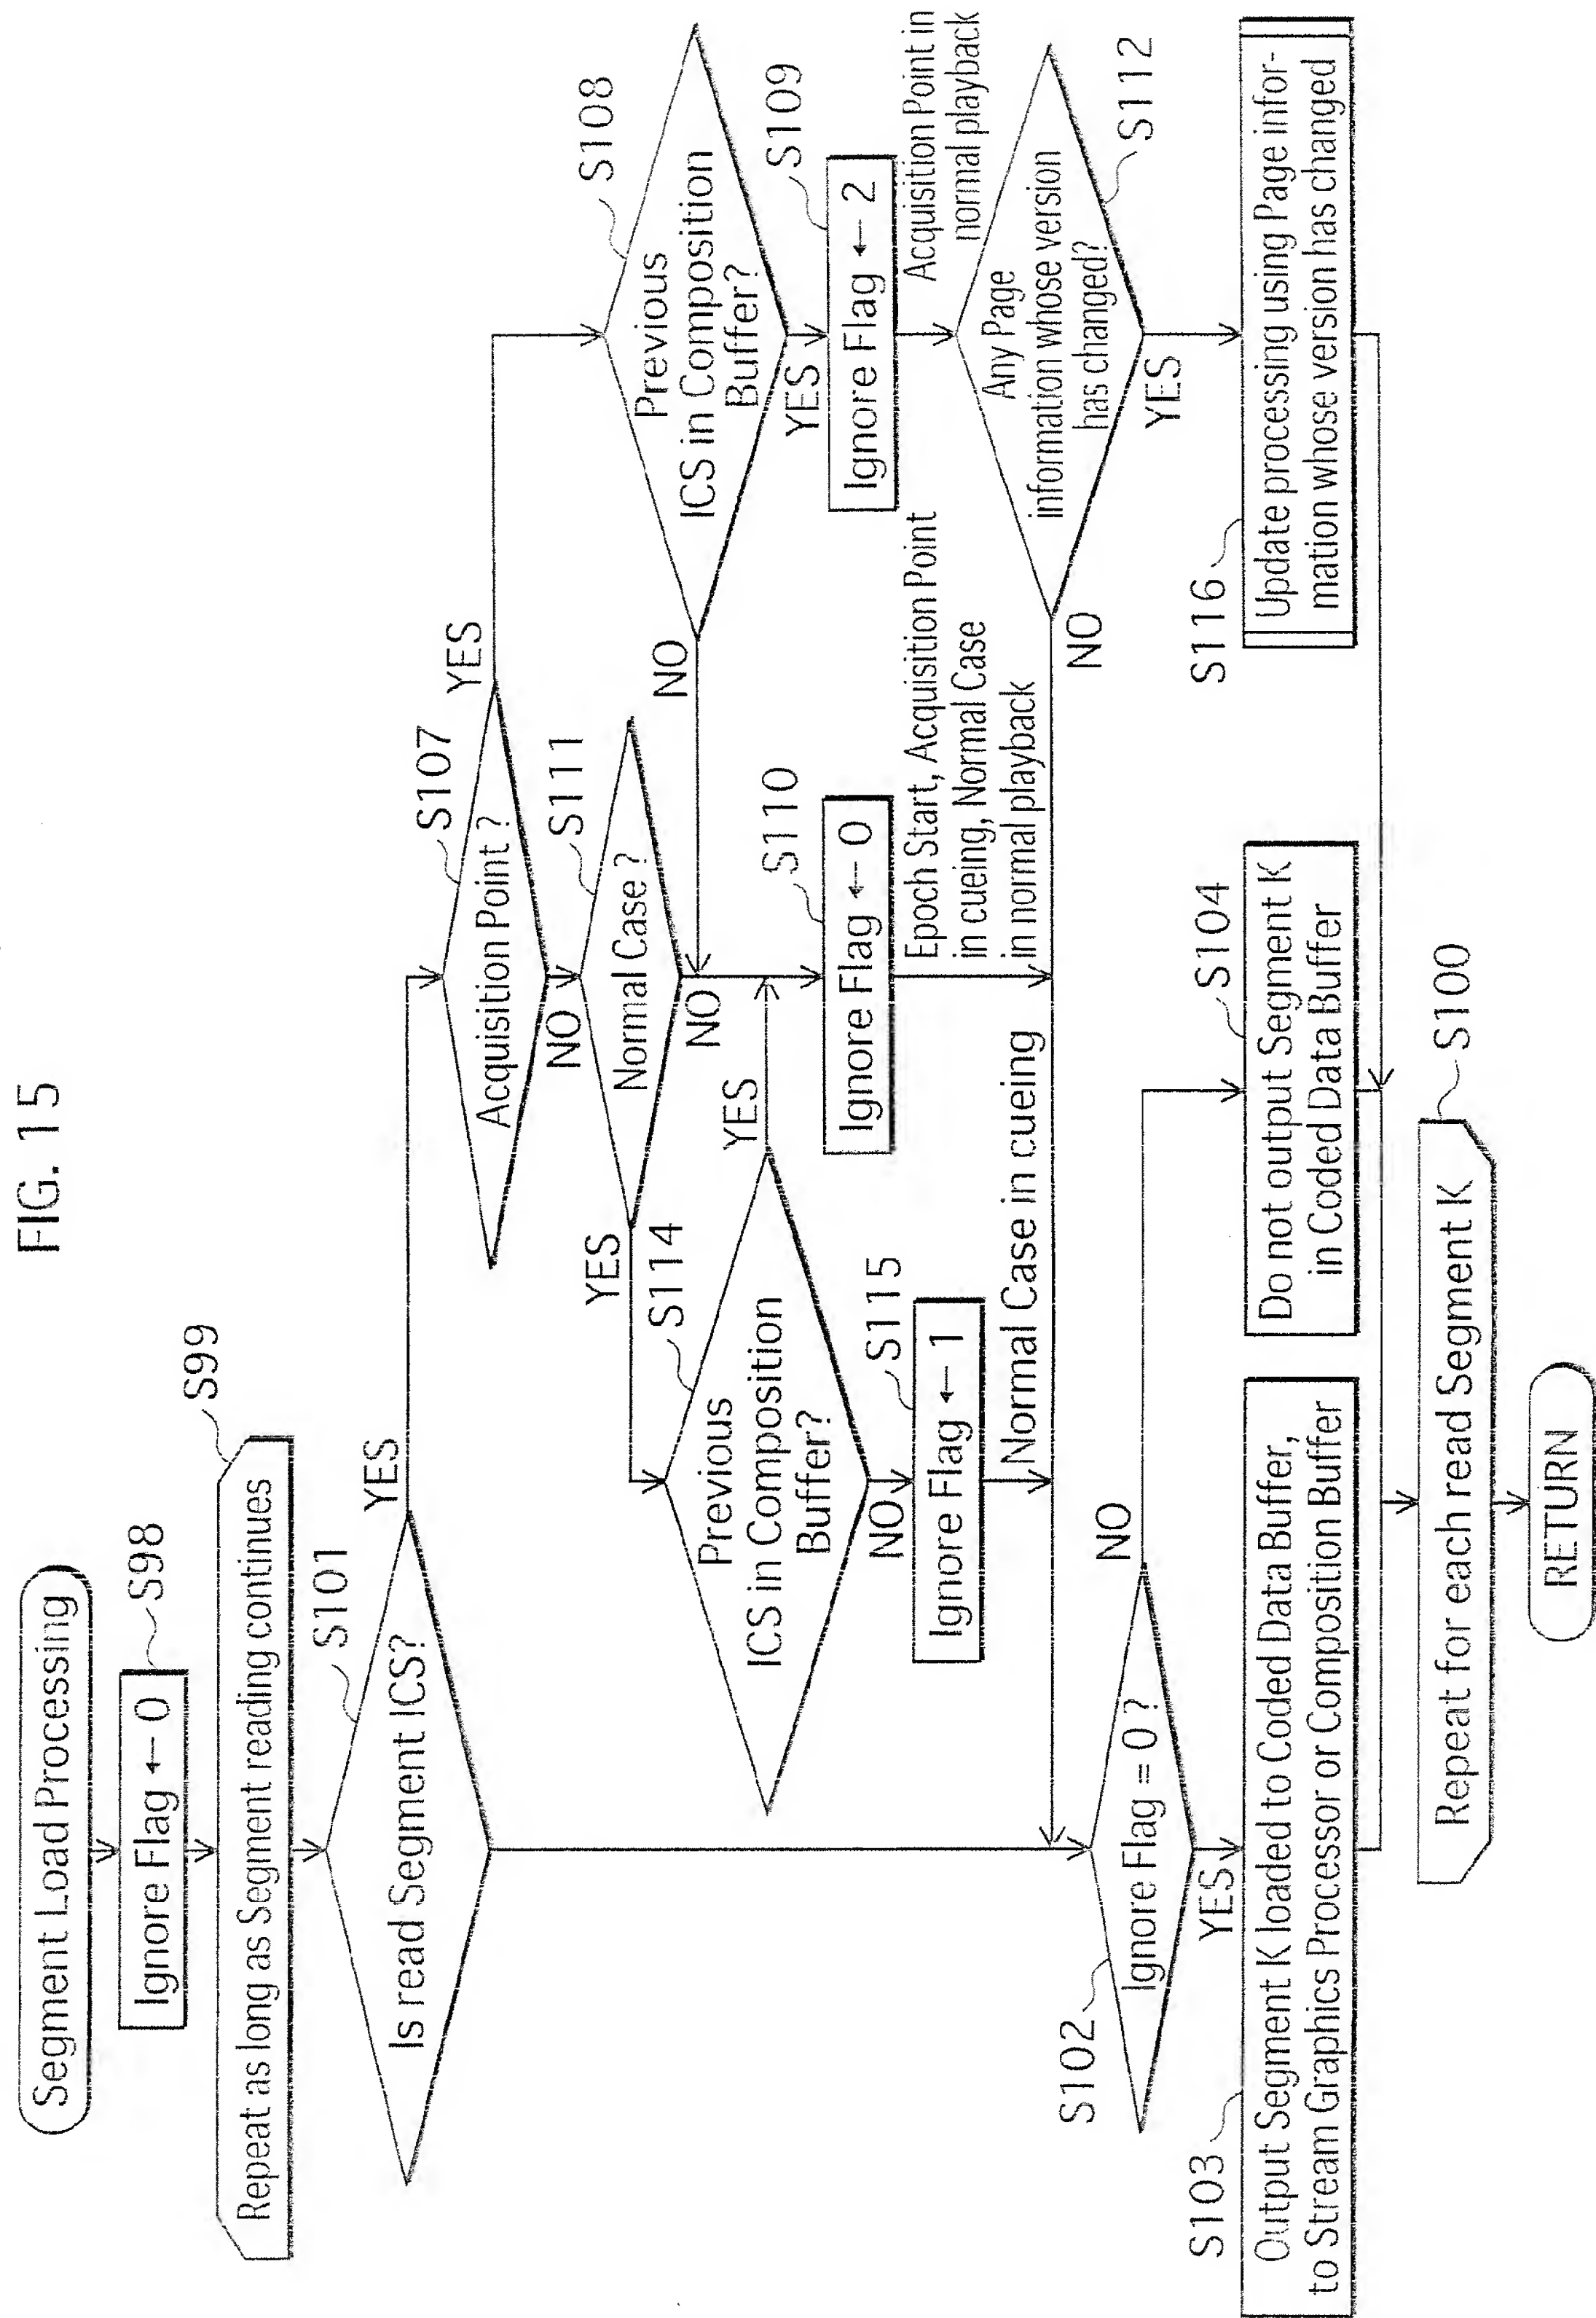 FIG. 15
Segment Load Processing
Ignore Flag ← 0
S98
Repeat as long as Segment reading continues
S99
Is read Segment ICS?
S101
YES
Acquisition Point ?
S107
YES
NO
Normal Case ?
S111
YES
NO
Previous
ICS in Composition
Buffer?
S108
NO
YES
Ignore Flag ← 2
S109
Previous
ICS in Composition
Buffer?
S114
YES
NO
Ignore Flag ← 1
S115
Ignore Flag ← 0
S110
Normal Case in cueing
Epoch Start, Acquisition Point
in cueing, Normal Case
in normal playback
Acquisition Point in
normal playback
Any Page
information whose version
has changed?
S112
NO
YES
Ignore Flag = 0 ?
S102
NO
YES
S103
Output Segment K loaded to Coded Data Buffer,
to Stream Graphics Processor or Composition Buffer
S104
Do not output Segment K
in Coded Data Buffer
S116
Update processing using Page infor-
mation whose version has changed
Repeat for each read Segment K
S100
RETURN